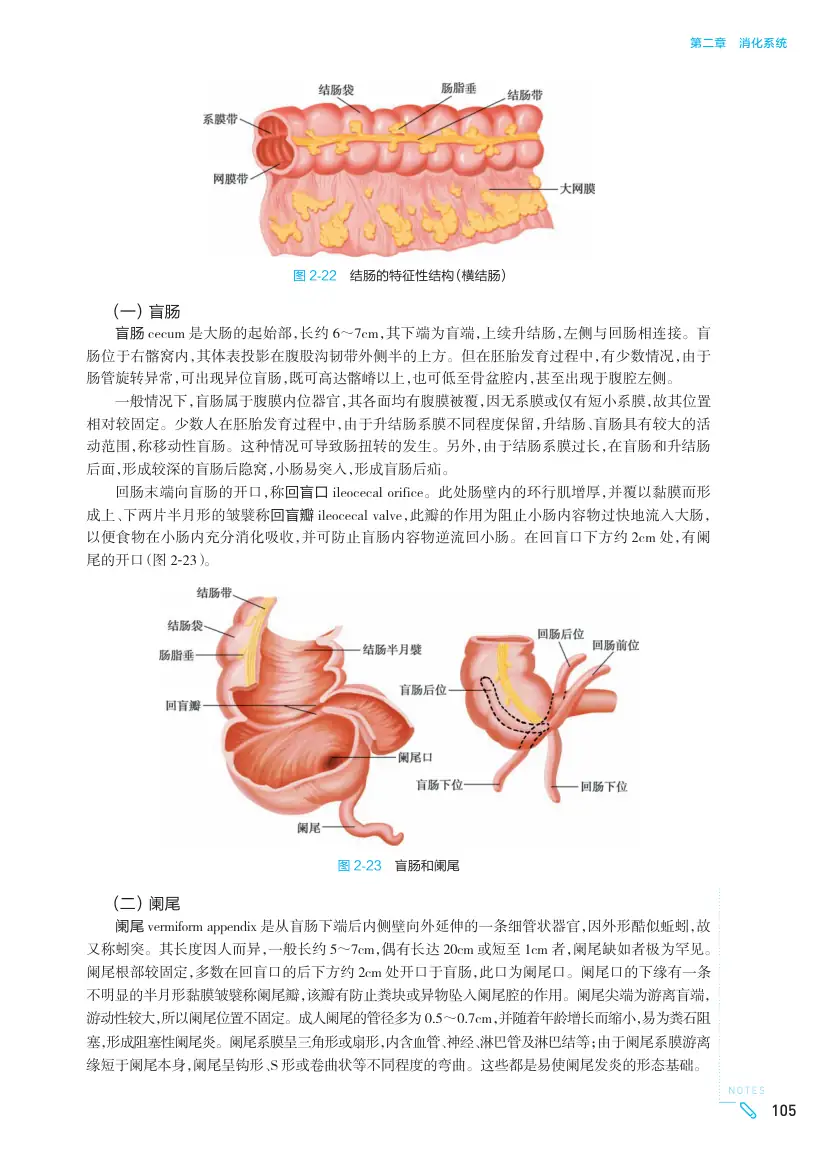 第二章 消化系统
结肠袋
肠脂垂
结肠带
系膜带
网膜带
大网膜
图 2-22 结肠的特征性结构(横结肠)
(一)盲肠
盲肠 cecum 是大肠的起始部,长约 6～7cm,其下端为盲端,上续升结肠,左侧与回肠相连接。盲
肠位于右髂窝内,其体表投影在腹股沟韧带外侧半的上方。但在胚胎发育过程中,有少数情况,由于
肠管旋转异常,可出现异位盲肠,既可高达髂嵴以上,也可低至骨盆腔内,甚至出现于腹腔左侧。
一般情况下,盲肠属于腹膜内位器官,其各面均有腹膜被覆,因无系膜或仅有短小系膜,故其位置
相对较固定。少数人在胚胎发育过程中,由于升结肠系膜不同程度保留,升结肠、盲肠具有较大的活
动范围,称移动性盲肠。这种情况可导致肠扭转的发生。另外,由于结肠系膜过长,在盲肠和升结肠
后面,形成较深的盲肠后隐窝,小肠易突入,形成盲肠后疝。
回肠末端向盲肠的开口,称回盲口 ileocecal orifice。此处肠壁内的环行肌增厚,并覆以黏膜而形
成上、下两片半月形的皱襞称回盲瓣 ileocecal valve,此瓣的作用为阻止小肠内容物过快地流入大肠,
以便食物在小肠内充分消化吸收,并可防止盲肠内容物逆流回小肠。在回盲口下方约 2cm 处,有阑
尾的开口(图 2-23)。
结肠带
结肠袋
肠脂垂
结肠半月襞
回盲瓣
阑尾口
阑尾
回肠后位
回肠前位
盲肠后位
盲肠下位
回肠下位
图 2-23 盲肠和阑尾
(二)阑尾
阑尾 vermiform appendix 是从盲肠下端后内侧壁向外延伸的一条细管状器官,因外形酷似蚯蚓,故
又称蚓突。其长度因人而异,一般长约 5～7cm,偶有长达 20cm 或短至 1cm 者,阑尾缺如者极为罕见。
阑尾根部较固定,多数在回盲口的后下方约 2cm 处开口于盲肠,此口为阑尾口。阑尾口的下缘有一条
不明显的半月形黏膜皱襞称阑尾瓣,该瓣有防止粪块或异物坠入阑尾腔的作用。阑尾尖端为游离盲端,
游动性较大,所以阑尾位置不固定。成人阑尾的管径多为 0.5～0.7cm,并随着年龄增长而缩小,易为粪石阻
塞,形成阻塞性阑尾炎。阑尾系膜呈三角形或扇形,内含血管、神经、淋巴管及淋巴结等;由于阑尾系膜游离
缘短于阑尾本身,阑尾呈钩形、S 形或卷曲状等不同程度的弯曲。这些都是易使阑尾发炎的形态基础。
NOTES
105